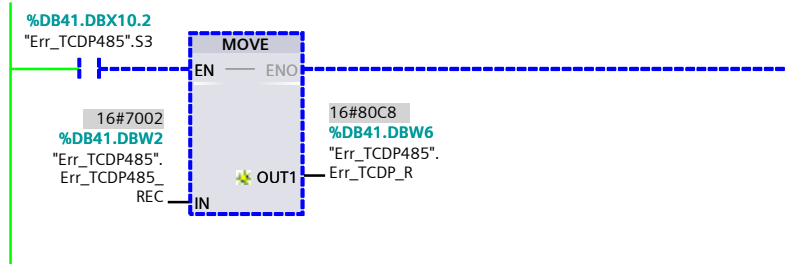 %DB41.DBX10.2
"Err_TCDP485".S3
MOVE
EN
ENO
16#7002
%DB41.DBW2
"Err_TCDP485".
Err_TCDP485_
REC
IN
16#80C8
%DB41.DBW6
"Err_TCDP485".
OUT1
Err_TCDP_R